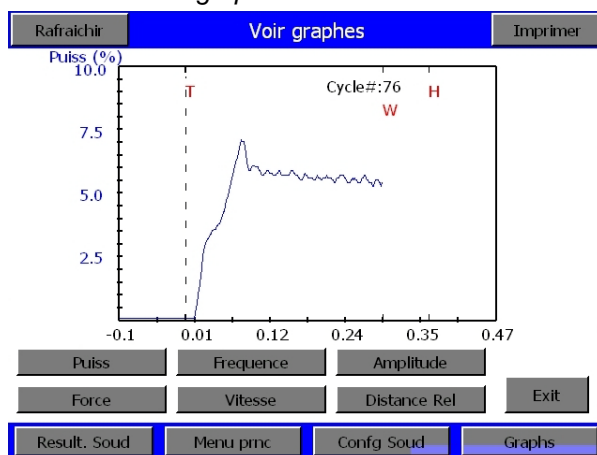 Rafraichir Voir graphes Imprimer
Puiss (%)
10.0
T Cycle#:76 H
W
7.5
5.0
2.5
-0.1 0.01 0.12 0.24 0.35 0.47
Puiss Frequence Amplitude
Force Vitesse Distance Rel Exit
Result. Soud Menu prnc Confg Soud Graphs